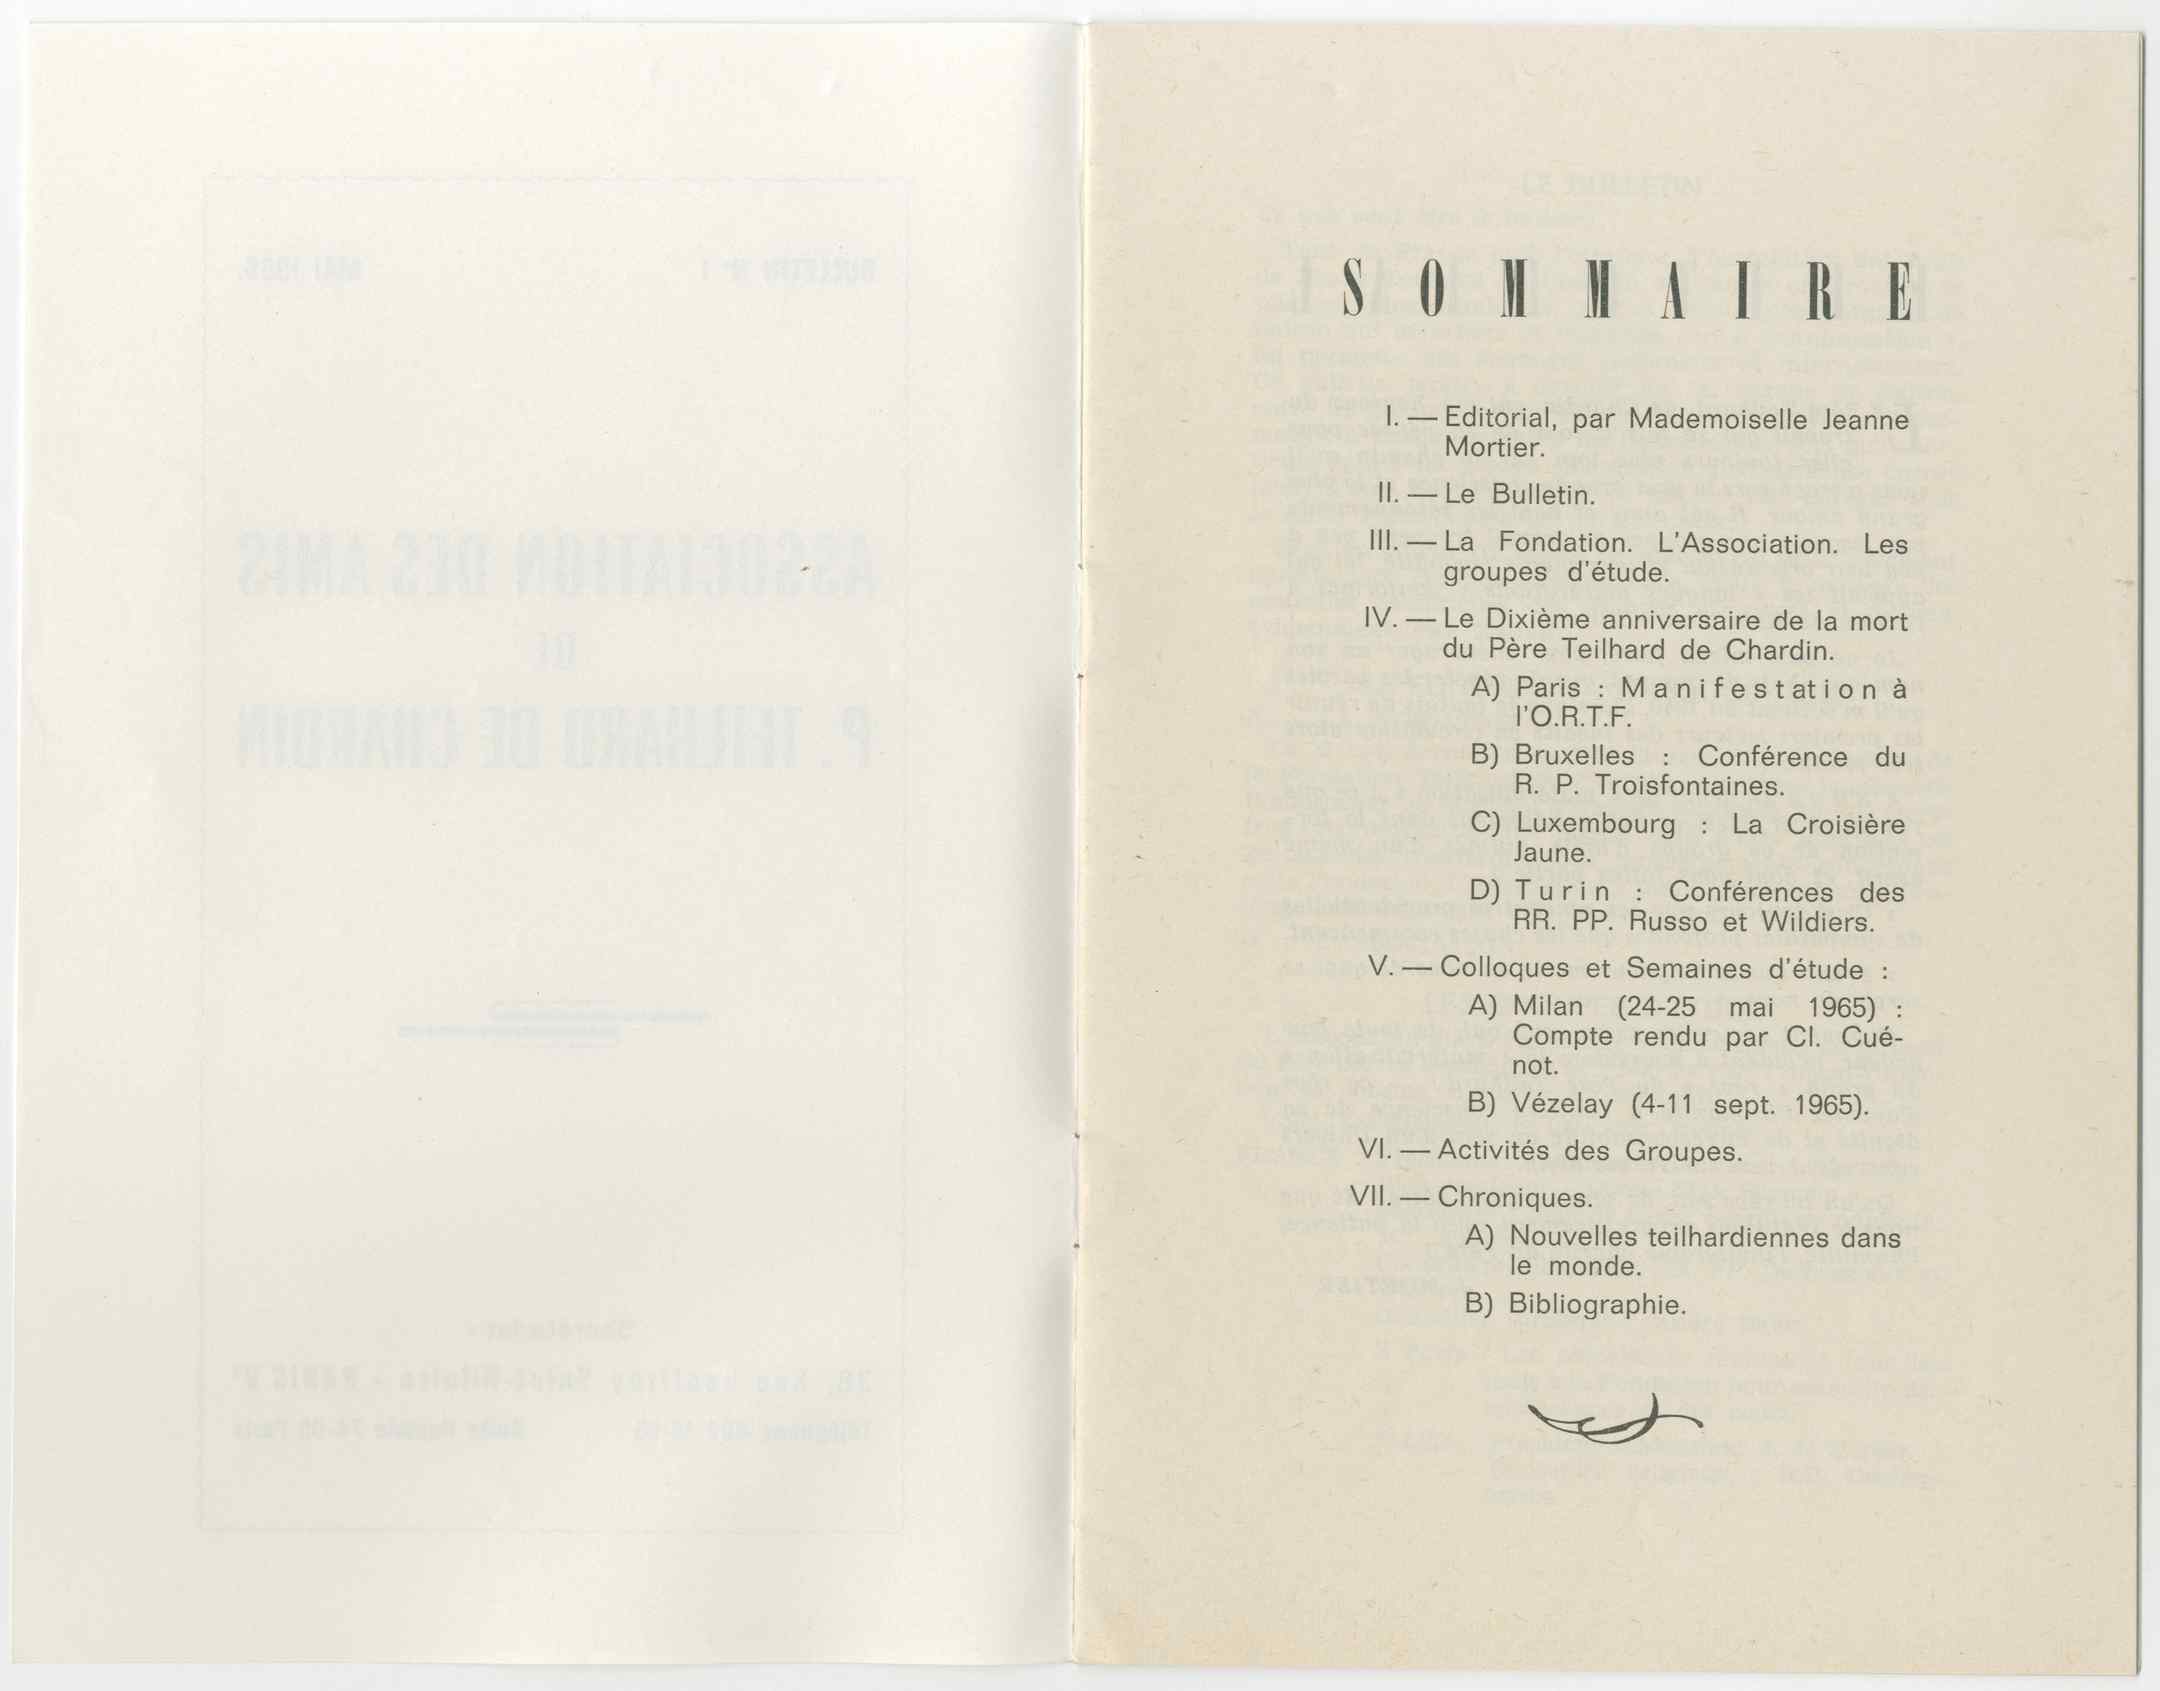 SOMMAIRE
I. — Editorial, par Mademoiselle Jeanne
Mortier.
II. — Le Bulletin.
III. — La Fondation. L'Association. Les
groupes d'étude.
IV. — Le Dixième anniversaire de la mort
du Père Teilhard de Chardin.
A) Paris : Manifestation à
l'O.R.T.F.
B) Bruxelles : Conférence du
R. P. Troisfontaines.
C) Luxembourg : La Croisière
Jaune.
D) Turin : Conférences des
RR. PP. Russo et Wildiers.
V. — Colloques et Semaines d'étude :
A) Milan (24-25 mai 1965) :
Compte rendu par Cl. Cué-
not.
B) Vézelay (4-11 sept. 1965).
VI. — Activités des Groupes.
VII. — Chroniques.
A) Nouvelles teilhardiennes dans
le monde.
B) Bibliographie.